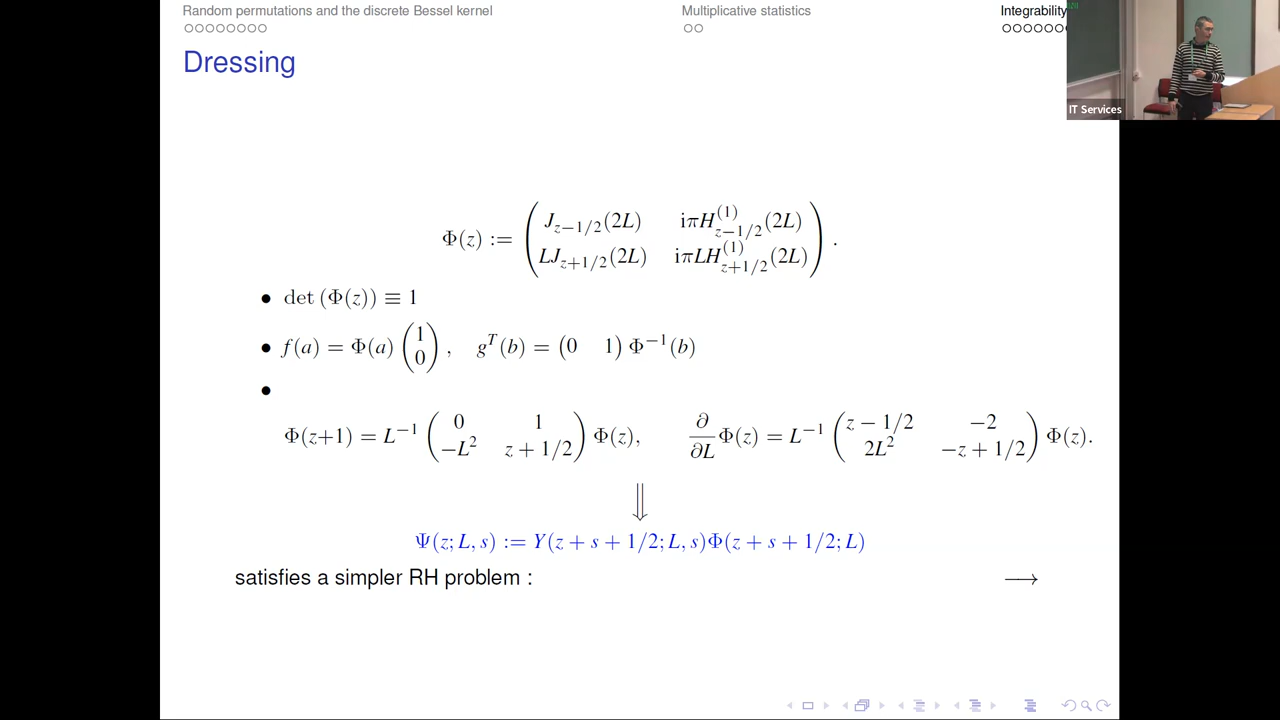 Random permutations and the discrete Bessel kernel Multiplicative statistics Integrability
Dressing
IT Services
Φ(z) := ( J_{z−1/2}(2L) iπH^{(1)}_{z−1/2}(2L)
LJ_{z+1/2}(2L) iπLH^{(1)}_{z+1/2}(2L) ) .
• det (Φ(z)) ≡ 1
• f(a) = Φ(a) (1 0) , g^T(b) = (0 1) Φ^{−1}(b)
•
Φ(z+1) = L^{−1} ( 0 1 −L² z + 1/2 ) Φ(z), ∂/∂L Φ(z) = L^{−1} ( z − 1/2 −2 2L² −z + 1/2 ) Φ(z).
⇓
Ψ(z; L, s) := Y(z + s + 1/2; L, s)Φ(z + s + 1/2; L)
satisfies a simpler RH problem : ⟶